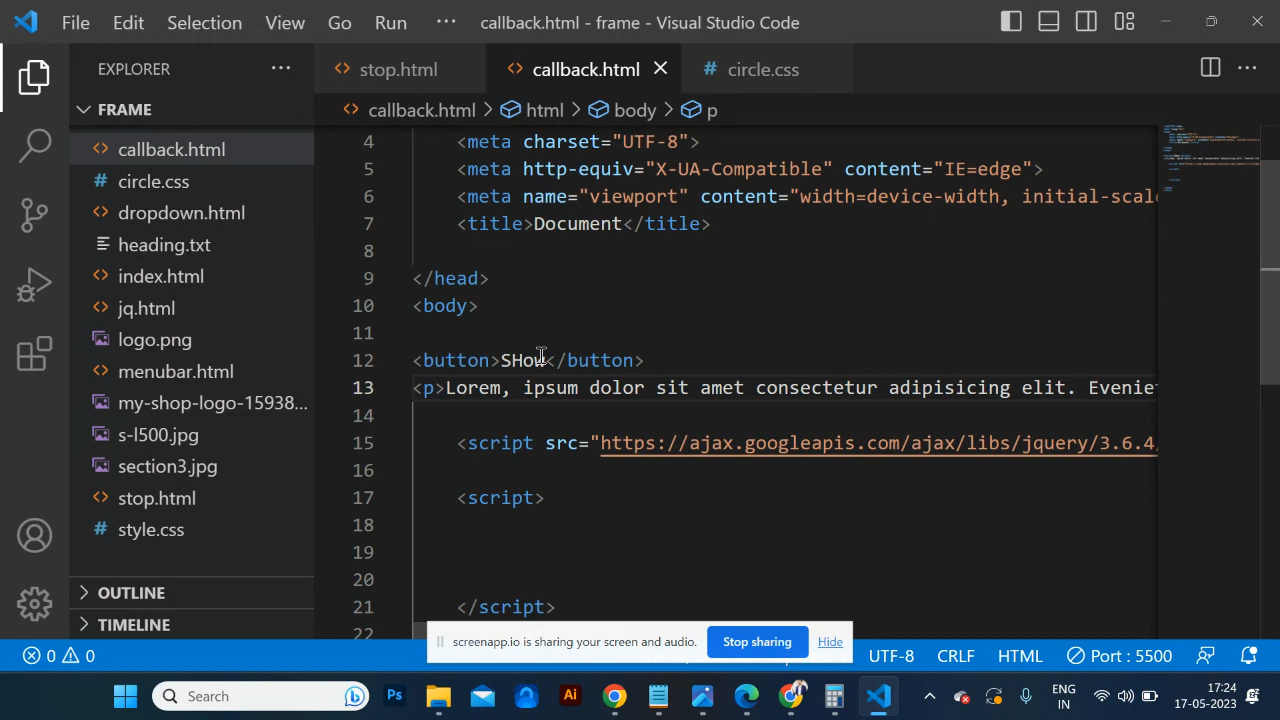 File Edit Selection View Go Run ··· callback.html - frame - Visual Studio Code
EXPLORER ···
stop.html callback.html circle.css ···
FRAME
callback.html > html > body > p
callback.html
circle.css
dropdown.html
heading.txt
index.html
jq.html
logo.png
menubar.html
my-shop-logo-15938...
s-l500.jpg
section3.jpg
stop.html
style.css
OUTLINE
TIMELINE
4 <meta charset="UTF-8">
5 <meta http-equiv="X-UA-Compatible" content="IE=edge">
6 <meta name="viewport" content="width=device-width, initial-scale
7 <title>Document</title>
8
9 </head>
10 <body>
11
12 <button>SHow</button>
13 <p>Lorem, ipsum dolor sit amet consectetur adipisicing elit. Eveniet
14
15 <script src="https://ajax.googleapis.com/ajax/libs/jquery/3.6.4/
16
17 <script>
18
19
20
21 </script>
22
screenapp.io is sharing your screen and audio. Stop sharing Hide
0 0 UTF-8 CRLF HTML Port : 5500
Search Ps Ai ENG IN 17:24 17-05-2023